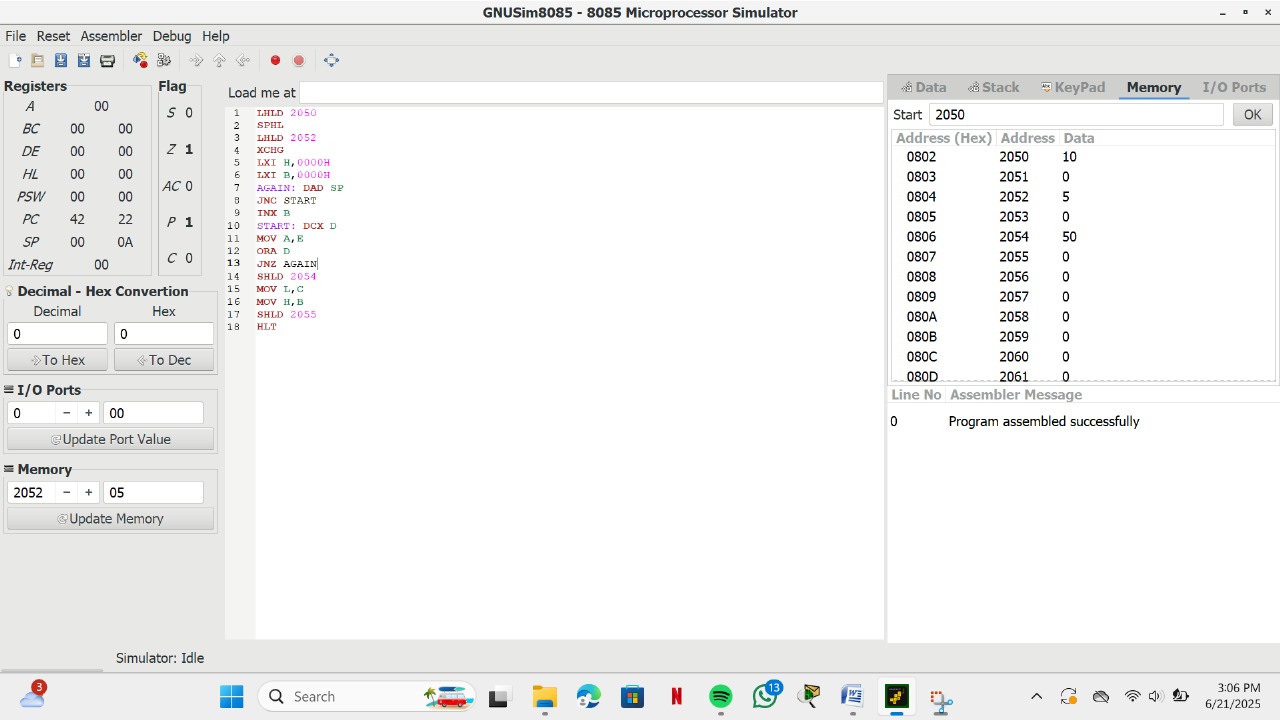 GNUSim8085 - 8085 Microprocessor Simulator
File Reset Assembler Debug Help
Registers
A 00
BC 00 00
DE 00 00
HL 00 00
PSW 00 00
PC 42 22
SP 00 0A
Int-Reg 00
Flag
S 0
Z 1
AC 0
P 1
C 0
Decimal - Hex Convertion
Decimal Hex
0 0
To Hex To Dec
I/O Ports
0 − + 00
Update Port Value
Memory
2052 − + 05
Update Memory
Load me at
1 LHLD 2050
2 SPHL
3 LHLD 2052
4 XCHG
5 LXI H,0000H
6 LXI B,0000H
7 AGAIN: DAD SP
8 JNC START
9 INX B
10 START: DCX D
11 MOV A,E
12 ORA D
13 JNZ AGAIN
14 SHLD 2054
15 MOV L,C
16 MOV H,B
17 SHLD 2055
18 HLT
Data Stack KeyPad Memory I/O Ports
Start 2050 OK
Address (Hex) Address Data
0802 2050 10
0803 2051 0
0804 2052 5
0805 2053 0
0806 2054 50
0807 2055 0
0808 2056 0
0809 2057 0
080A 2058 0
080B 2059 0
080C 2060 0
080D 2061 0
Line No Assembler Message
0 Program assembled successfully
Simulator: Idle
3
Search
13
3:06 PM
6/21/2025